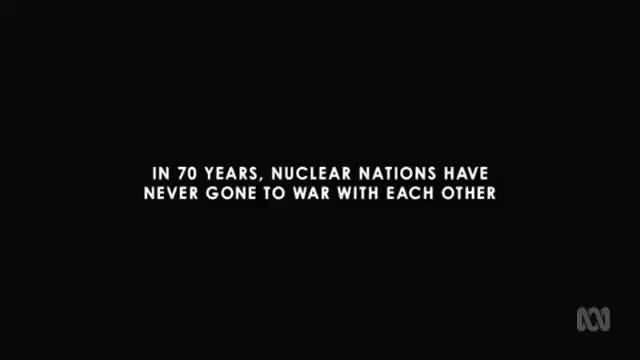 IN 70 YEARS, NUCLEAR NATIONS HAVE
NEVER GONE TO WAR WITH EACH OTHER